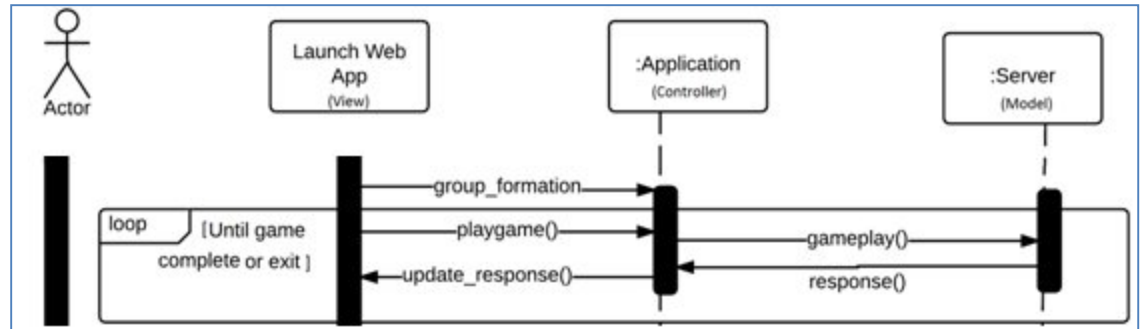 Actor
Launch Web
App
(View)
:Application
(Controller)
:Server
(Model)
group_formation
loop
[Until game
complete or exit ]
playgame()
gameplay()
update_response()
response()